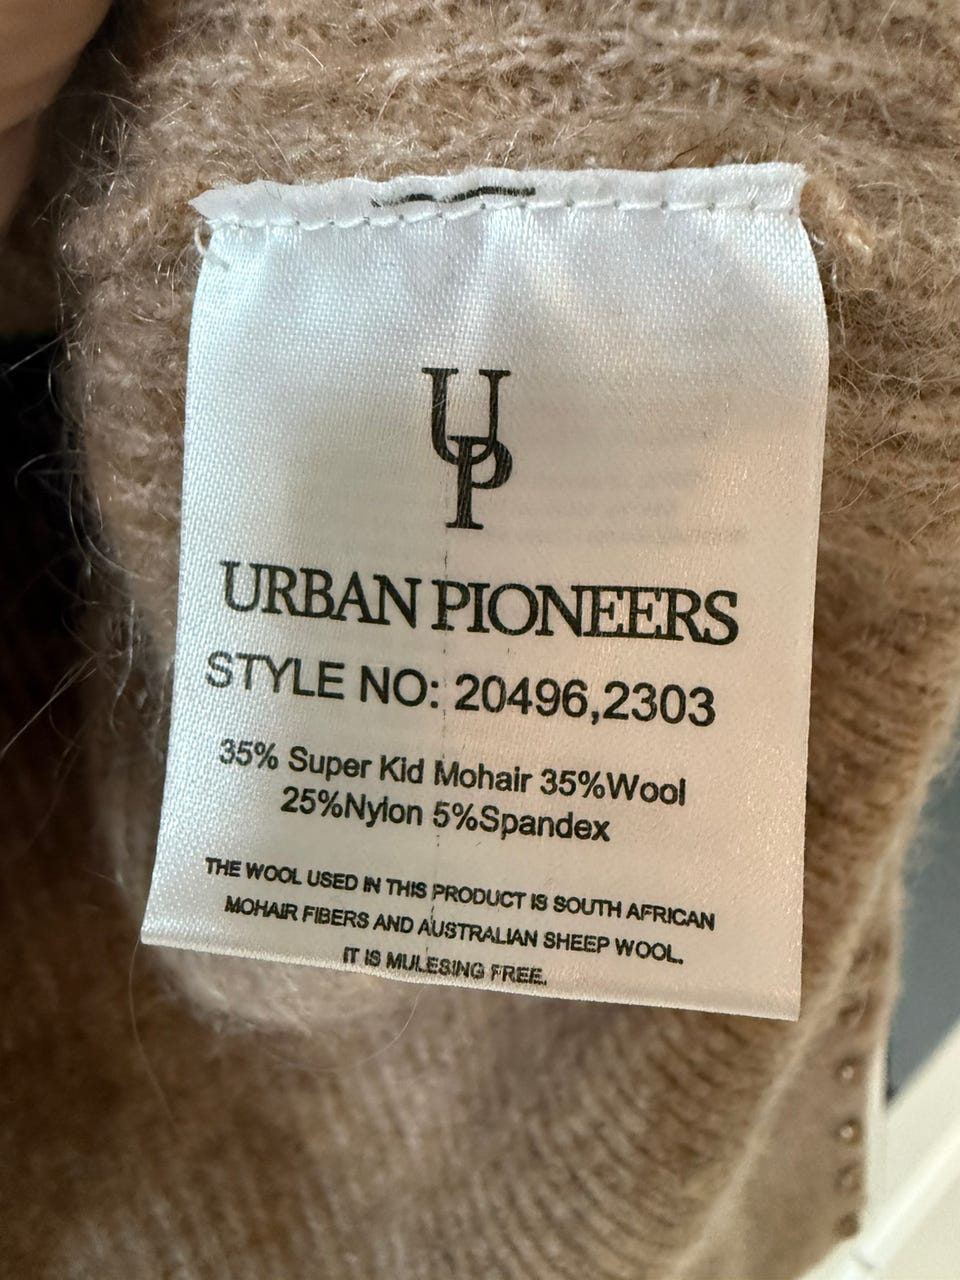 UP
URBAN PIONEERS
STYLE NO: 20496,2303
35% Super Kid Mohair 35%Wool
25%Nylon 5%Spandex
THE WOOL USED IN THIS PRODUCT IS SOUTH AFRICAN
MOHAIR FIBERS AND AUSTRALIAN SHEEP WOOL.
IT IS MULESING FREE.